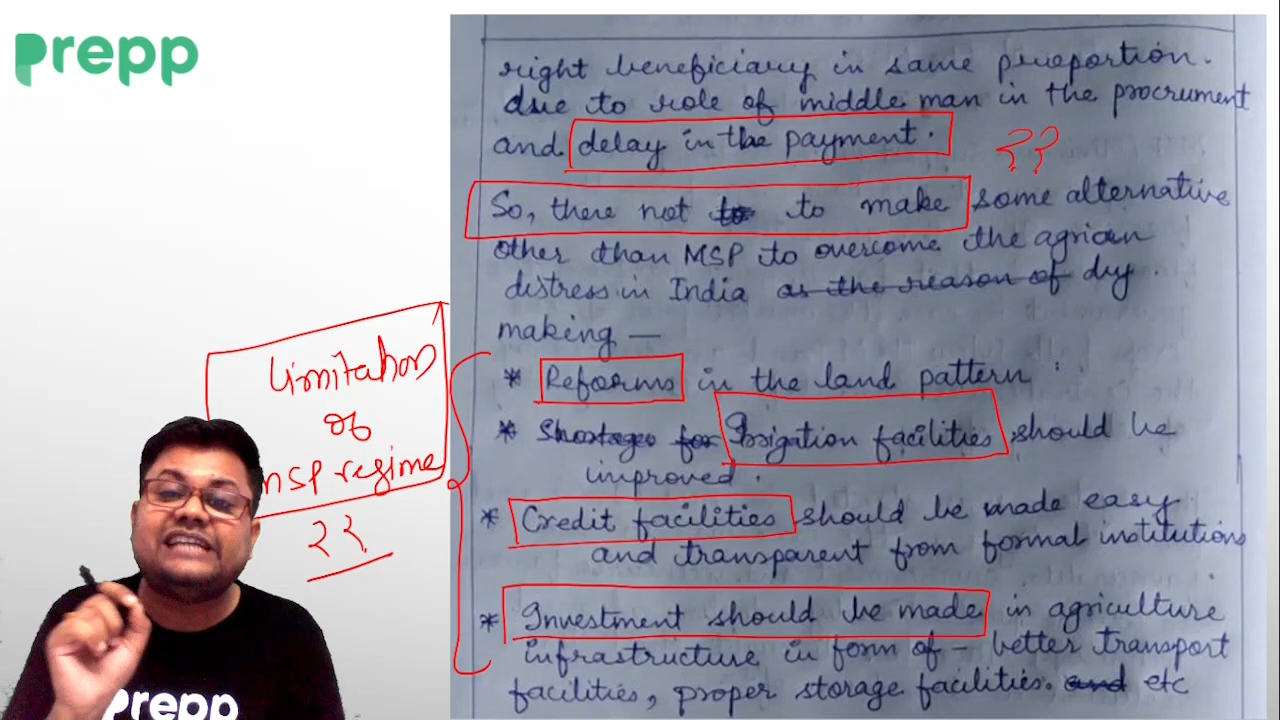 prepp
right beneficiary in same praoportion.
due to role of middle man in the procrument
and delay in the payment.
??
So, there not to to make some alternative
other than MSP to overcome the agrian
distress in India as the reason of dry
making —
* Reforms in the land pattern
* Shortage for Irrigation facilities should be
improved.
* Credit facilities should be made easy
and transparent from formal institutions
* Investment should be made in agriculture
infrastructure in form of - better transport
facilities, proper storage facilities. and etc
Limitations
of
MSP regime
??
prepp